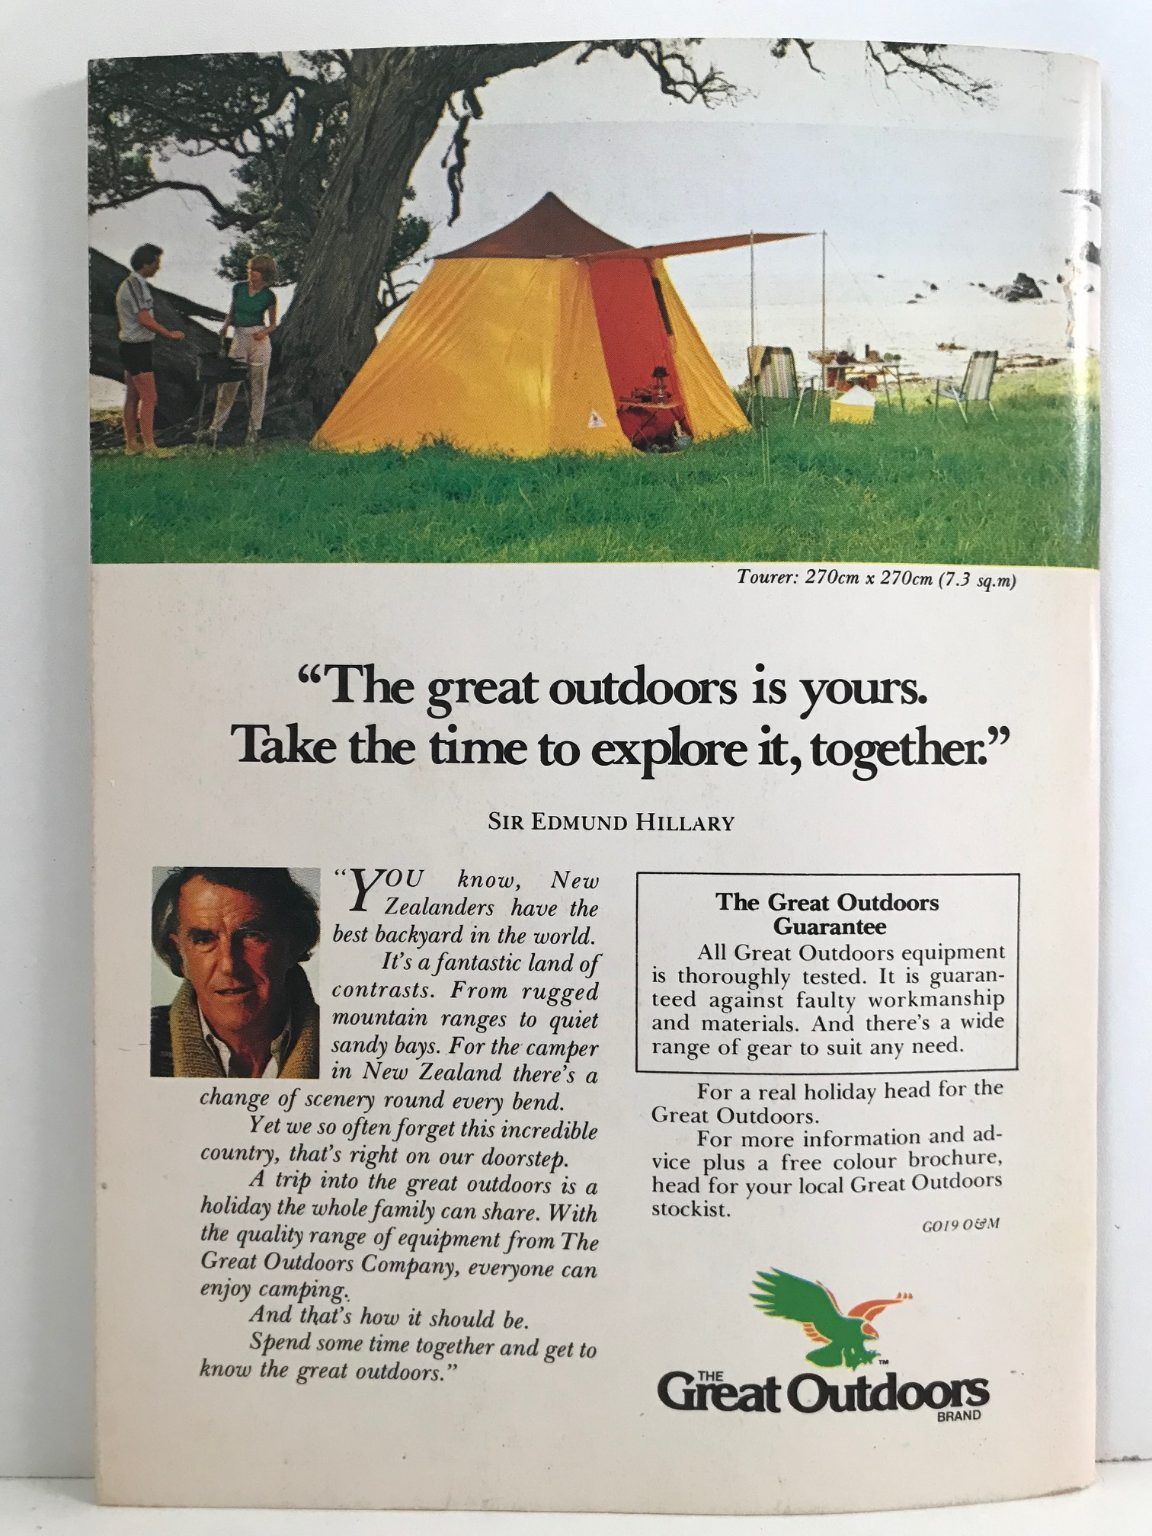 Tourer: 270cm x 270cm (7.3 sq.m)
“The great outdoors is yours.
Take the time to explore it, together.”
SIR EDMUND HILLARY
“YOU know, New
Zealanders have the
best backyard in the world.
It's a fantastic land of
contrasts. From rugged
mountain ranges to quiet
sandy bays. For the camper
in New Zealand there's a
change of scenery round every bend.
Yet we so often forget this incredible
country, that's right on our doorstep.
A trip into the great outdoors is a
holiday the whole family can share. With
the quality range of equipment from The
Great Outdoors Company, everyone can
enjoy camping.
And that's how it should be.
Spend some time together and get to
know the great outdoors.”
The Great Outdoors
Guarantee
All Great Outdoors equipment
is thoroughly tested. It is guaran-
teed against faulty workmanship
and materials. And there's a wide
range of gear to suit any need.
For a real holiday head for the
Great Outdoors.
For more information and ad-
vice plus a free colour brochure,
head for your local Great Outdoors
stockist.
GO19 O&M
TM
THE
Great Outdoors
BRAND